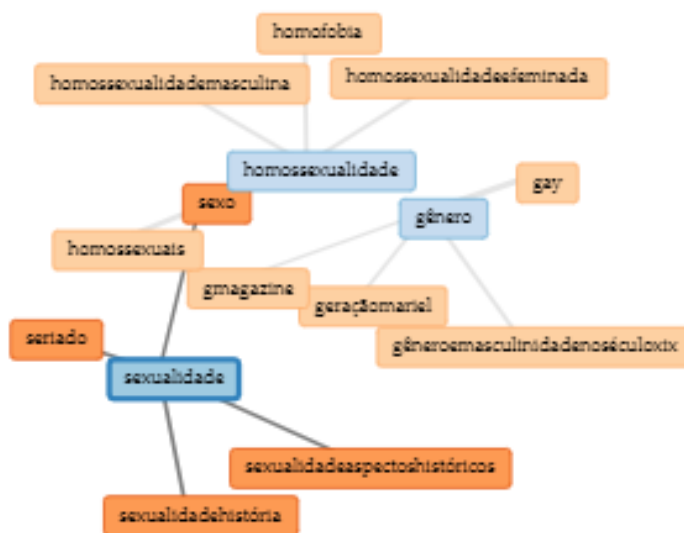 homofobia
homossexualidademasculina
homossexualidadeefeminada
homossexualidade
gay
sexo
gênero
homossexuais
gmagazine
geraçãomariel
seriado
gêneroemasculinidadenoséculoxix
sexualidade
sexualidadeaspectoshistóricos
sexualidadehistória